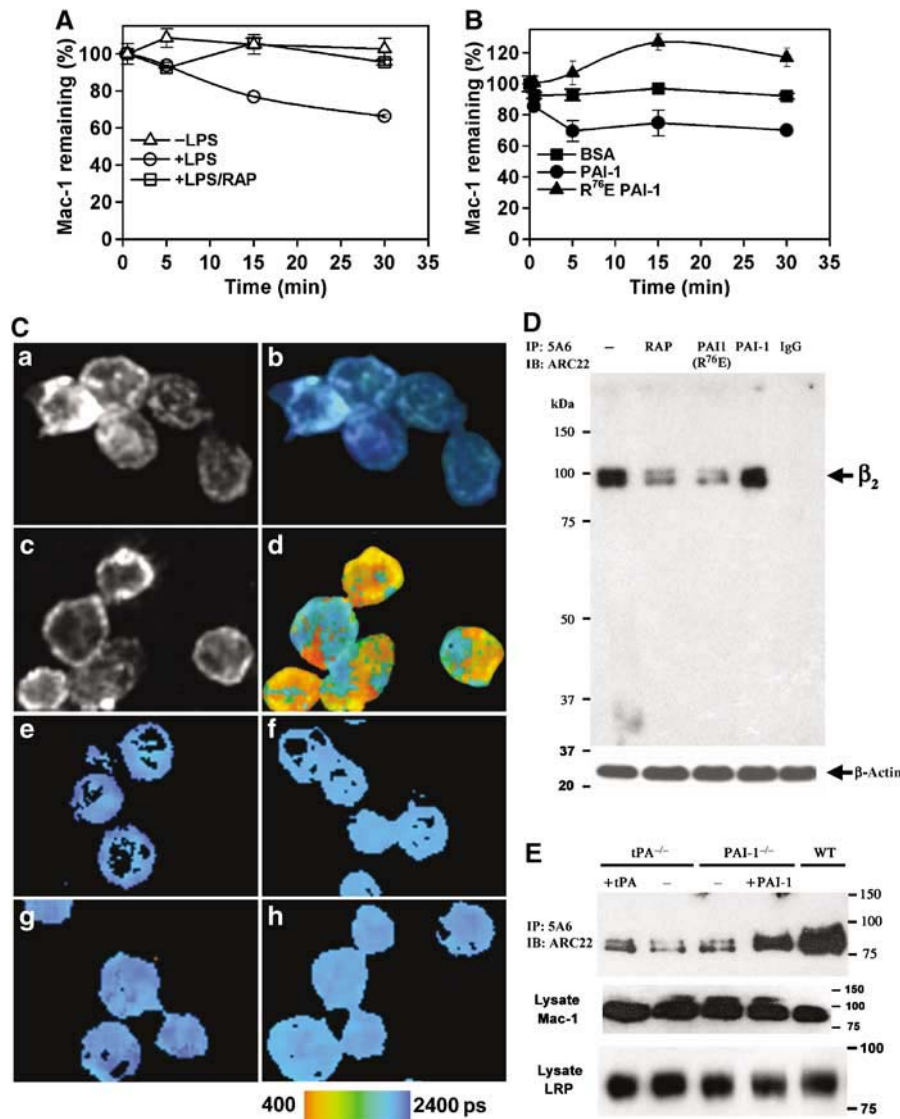 A
Mac-1 remaining (%)
100
80
60
40
20
0
–LPS
+LPS
+LPS/RAP
0 5 10 15 20 25 30 35
Time (min)
B
Mac-1 remaining (%)
120
100
80
60
40
20
0
BSA
PAI-1
R⁷⁶E PAI-1
0 5 10 15 20 25 30 35
Time (min)
C
a b
c d
e f
g h
400 2400 ps
D
IP: 5A6
IB: ARC22
– RAP PAI1 PAI-1 IgG
(R⁷⁶E)
kDa
150
100
75
50
37
37
20
β₂
β-Actin
E
tPA⁻/⁻ PAI-1⁻/⁻ WT
+tPA – – +PAI-1
IP: 5A6
IB: ARC22
150
100
75
Lysate
Mac-1
150
100
75
Lysate
LRP
100
75